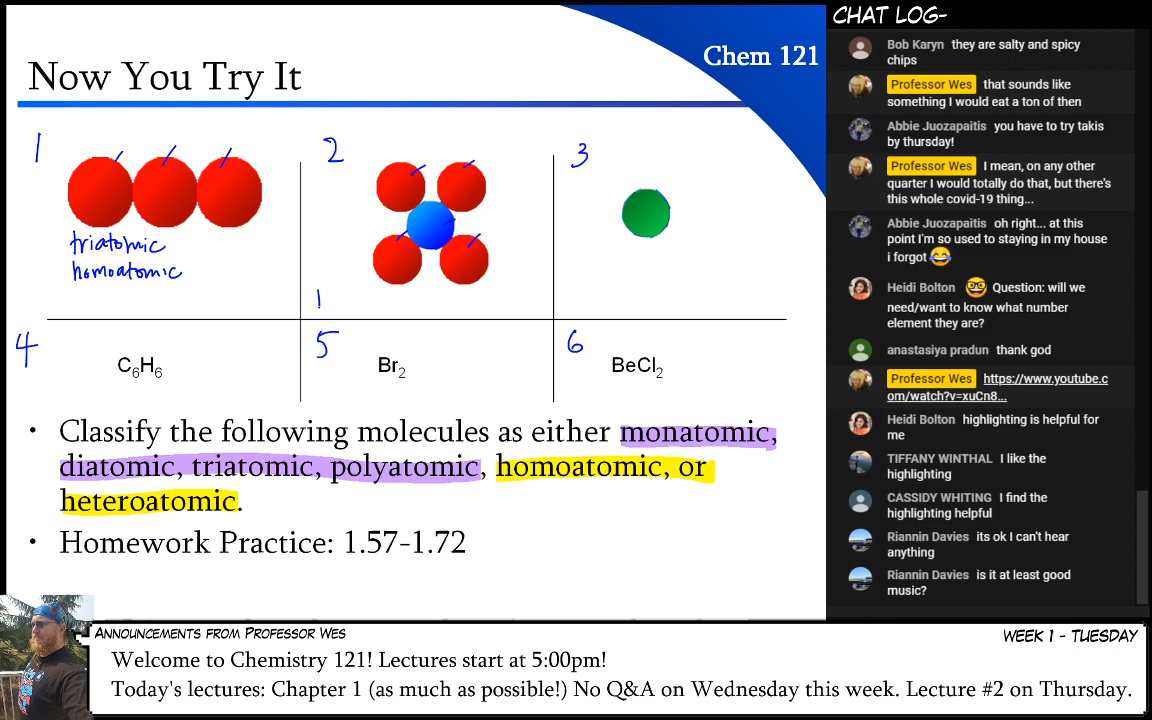 Now You Try It
Chem 121
1
2
3
triatomic
homoatomic
1
4
5
6
C₆H₆
Br₂
BeCl₂
• Classify the following molecules as either monatomic,
diatomic, triatomic, polyatomic, homoatomic, or
heteroatomic.
• Homework Practice: 1.57-1.72
CHAT LOG-
Bob Karyn they are salty and spicy
chips
Professor Wes that sounds like
something I would eat a ton of then
Abbie Juozapaitis you have to try takis
by thursday!
Professor Wes I mean, on any other
quarter I would totally do that, but there's
this whole covid-19 thing...
Abbie Juozapaitis oh right... at this
point I'm so used to staying in my house
i forgot 😂
Heidi Bolton 🤓 Question: will we
need/want to know what number
element they are?
anastasiya pradun thank god
Professor Wes https://www.youtube.c
om/watch?v=xuCn8...
Heidi Bolton highlighting is helpful for
me
TIFFANY WINTHAL I like the
highlighting
CASSIDY WHITING I find the
highlighting helpful
Riannin Davies its ok I can't hear
anything
Riannin Davies is it at least good
music?
Announcements from Professor Wes
Week 1 - Tuesday
Welcome to Chemistry 121! Lectures start at 5:00pm!
Today's lectures: Chapter 1 (as much as possible!) No Q&A on Wednesday this week. Lecture #2 on Thursday.